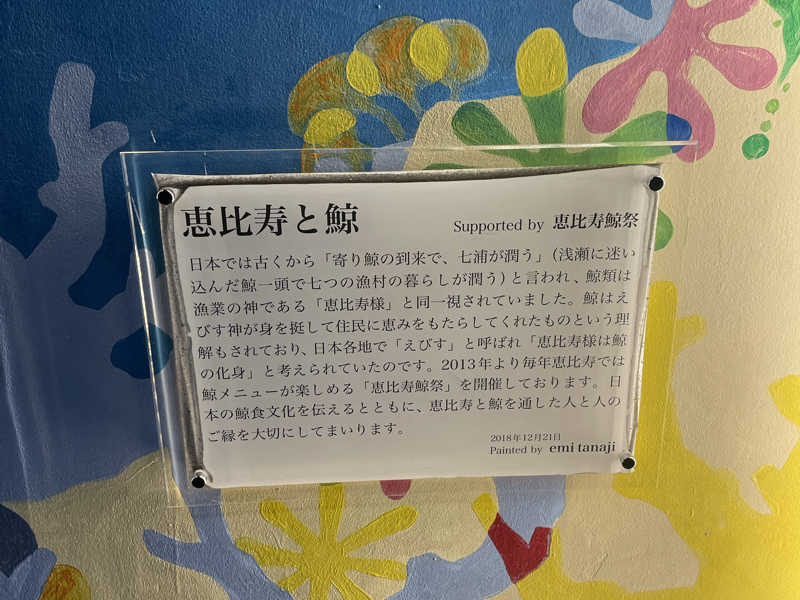 恵比寿と鯨
Supported by 恵比寿鯨祭
日本では古くから「寄り鯨の到来で、七浦が潤う」(浅瀬に迷い
込んだ鯨一頭で七つの漁村の暮らしが潤う)と言われ、鯨類は
漁業の神である「恵比寿様」と同一視されていました。鯨はえ
びす神が身を挺して住民に恵みをもたらしてくれたものという理
解もされており、日本各地で「えびす」と呼ばれ「恵比寿様は鯨
の化身」と考えられていたのです。2013年より毎年恵比寿では
鯨メニューが楽しめる「恵比寿鯨祭」を開催しております。日
本の鯨食文化を伝えるとともに、恵比寿と鯨を通した人と人の
ご縁を大切にしてまいります。
2018年12月21日
Painted by emi tanaji